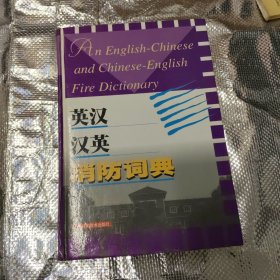 An English-Chinese
and Chinese-English
Fire Dictionary
英汉
汉英
消防词典